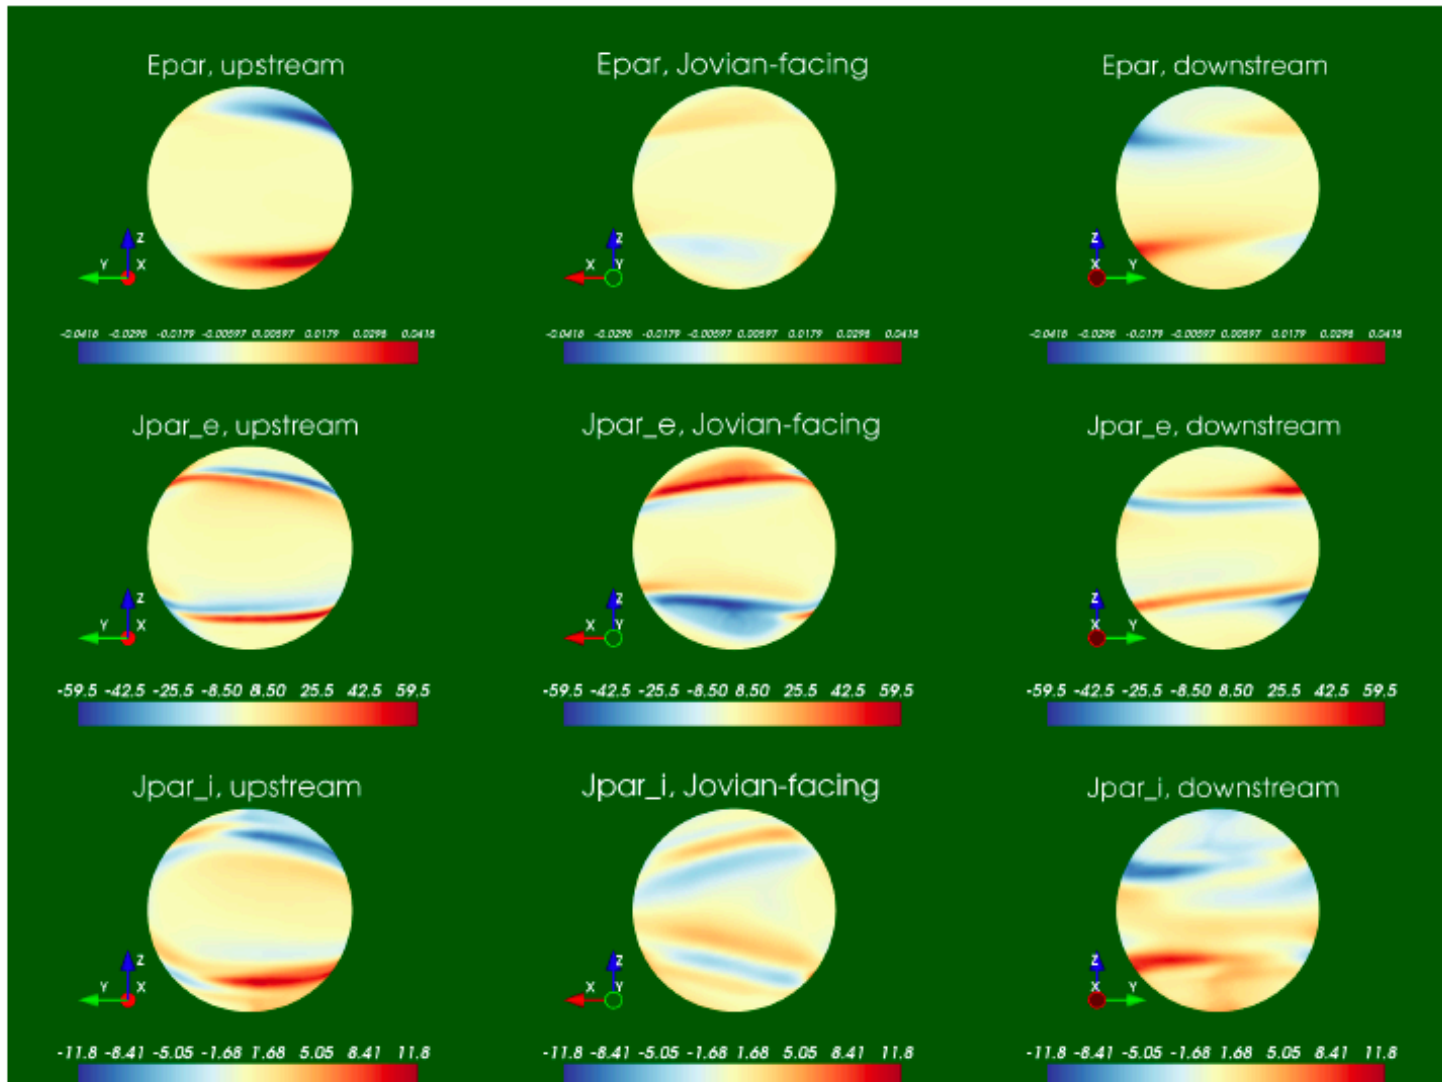 Epar, upstream
Epar, Jovian-facing
Epar, downstream
Z
Y X
Z
X Y
Z
X Y
-0.0418 -0.0298 -0.0179 -0.00597 0.00597 0.0179 0.0298 0.0418
-0.0418 -0.0298 -0.0179 -0.00597 0.00597 0.0179 0.0298 0.0418
-0.0418 -0.0298 -0.0179 -0.00597 0.00597 0.0179 0.0298 0.0418
Jpar_e, upstream
Jpar_e, Jovian-facing
Jpar_e, downstream
Z
Y X
Z
X Y
Z
X Y
-59.5 -42.5 -25.5 -8.50 8.50 25.5 42.5 59.5
-59.5 -42.5 -25.5 -8.50 8.50 25.5 42.5 59.5
-59.5 -42.5 -25.5 -8.50 8.50 25.5 42.5 59.5
Jpar_i, upstream
Jpar_i, Jovian-facing
Jpar_i, downstream
Z
Y X
Z
X Y
Z
X Y
-11.8 -8.41 -5.05 -1.68 1.68 5.05 8.41 11.8
-11.8 -8.41 -5.05 -1.68 1.68 5.05 8.41 11.8
-11.8 -8.41 -5.05 -1.68 1.68 5.05 8.41 11.8